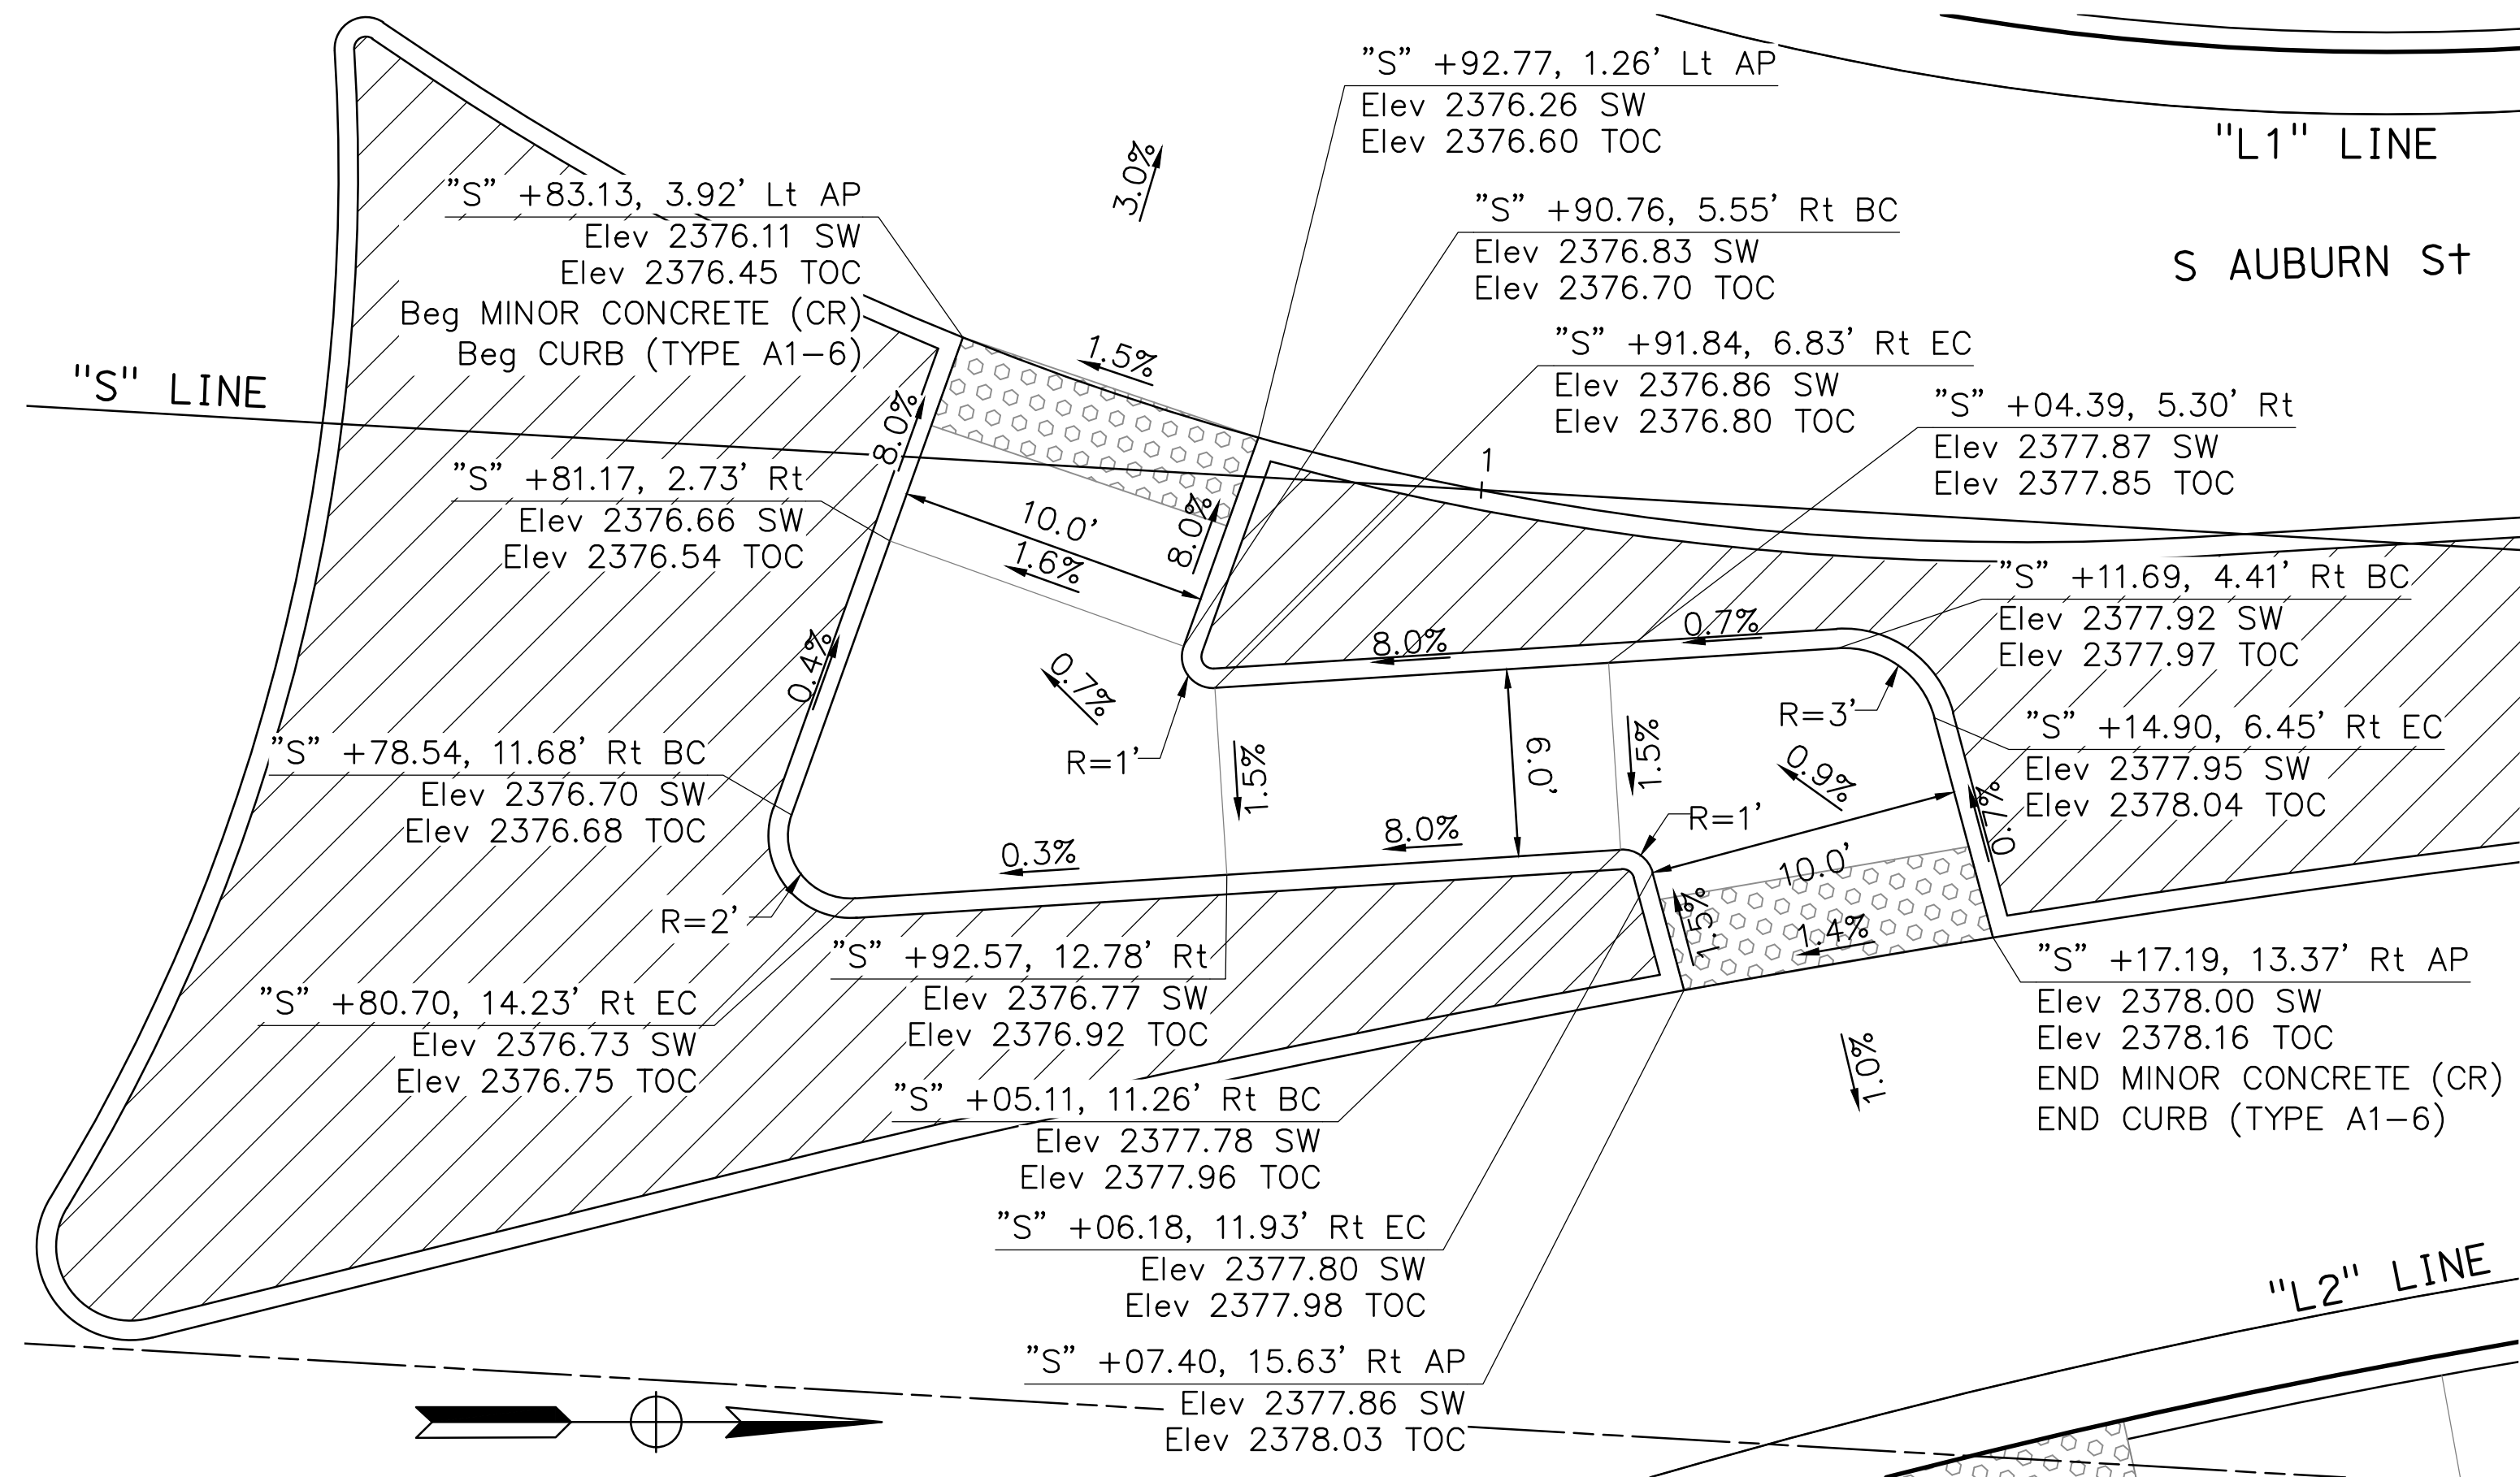 "S" +92.77, 1.26' Lt AP
Elev 2376.26 SW
Elev 2376.60 TOC
"L1" LINE
S AUBURN St
3.0%
"S" +83.13, 3.92' Lt AP
Elev 2376.11 SW
Elev 2376.45 TOC
Beg MINOR CONCRETE (CR)
Beg CURB (TYPE A1-6)
"S" +90.76, 5.55' Rt BC
Elev 2376.83 SW
Elev 2376.70 TOC
1.5%
"S" +91.84, 6.83' Rt EC
Elev 2376.86 SW
Elev 2376.80 TOC
"S" LINE
8.0%
"S" +04.39, 5.30' Rt
Elev 2377.87 SW
Elev 2377.85 TOC
1
"S" +81.17, 2.73' Rt
Elev 2376.66 SW
Elev 2376.54 TOC
10.0'
1.6%
8.0%
"S" +11.69, 4.41' Rt BC
Elev 2377.92 SW
Elev 2377.97 TOC
8.0%
0.7%
0.4%
0.7%
R=1'
R=3'
"S" +14.90, 6.45' Rt EC
Elev 2377.95 SW
Elev 2378.04 TOC
"S" +78.54, 11.68' Rt BC
Elev 2376.70 SW
Elev 2376.68 TOC
1.5%
6.0'
1.5%
0.9%
R=1'
0.7%
0.3%
8.0%
10.0'
1.5%
1.4%
R=2'
"S" +92.57, 12.78' Rt
Elev 2376.77 SW
Elev 2376.92 TOC
"S" +17.19, 13.37' Rt AP
Elev 2378.00 SW
Elev 2378.16 TOC
END MINOR CONCRETE (CR)
END CURB (TYPE A1-6)
"S" +80.70, 14.23' Rt EC
Elev 2376.73 SW
Elev 2376.75 TOC
1.0%
"S" +05.11, 11.26' Rt BC
Elev 2377.78 SW
Elev 2377.96 TOC
"S" +06.18, 11.93' Rt EC
Elev 2377.80 SW
Elev 2377.98 TOC
"L2" LINE
"S" +07.40, 15.63' Rt AP
Elev 2377.86 SW
Elev 2378.03 TOC